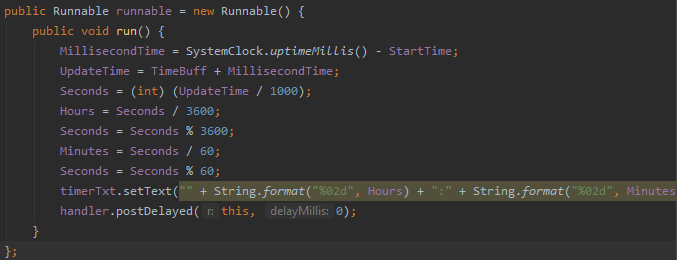 public Runnable runnable = new Runnable() {
public void run() {
MillisecondTime = SystemClock.uptimeMillis() - StartTime;
UpdateTime = TimeBuff + MillisecondTime;
Seconds = (int) (UpdateTime / 1000);
Hours = Seconds / 3600;
Seconds = Seconds % 3600;
Minutes = Seconds / 60;
Seconds = Seconds % 60;
timerTxt.setText("" + String.format("%02d", Hours) + ":" + String.format("%02d", Minutes
handler.postDelayed( r: this, delayMillis: 0);
}
};